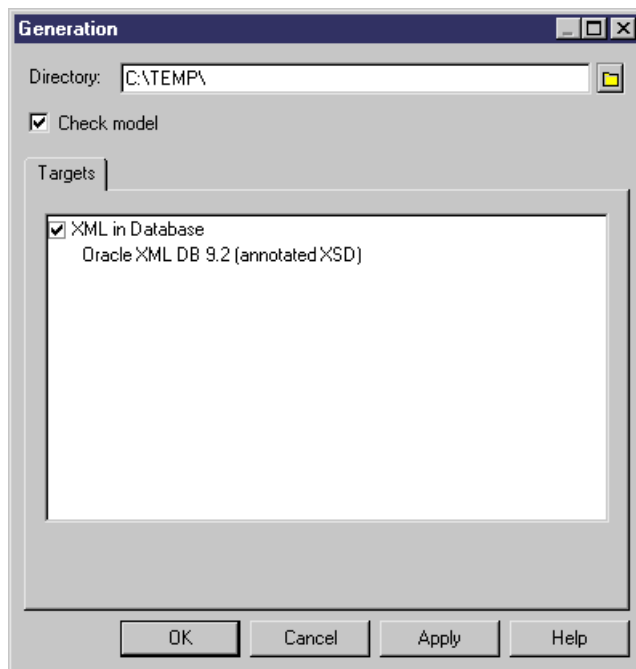 Generation
Directory: C:\TEMP\
Check model
Targets
XML in Database
Oracle XML DB 9.2 (annotated XSD)
OK Cancel Apply Help